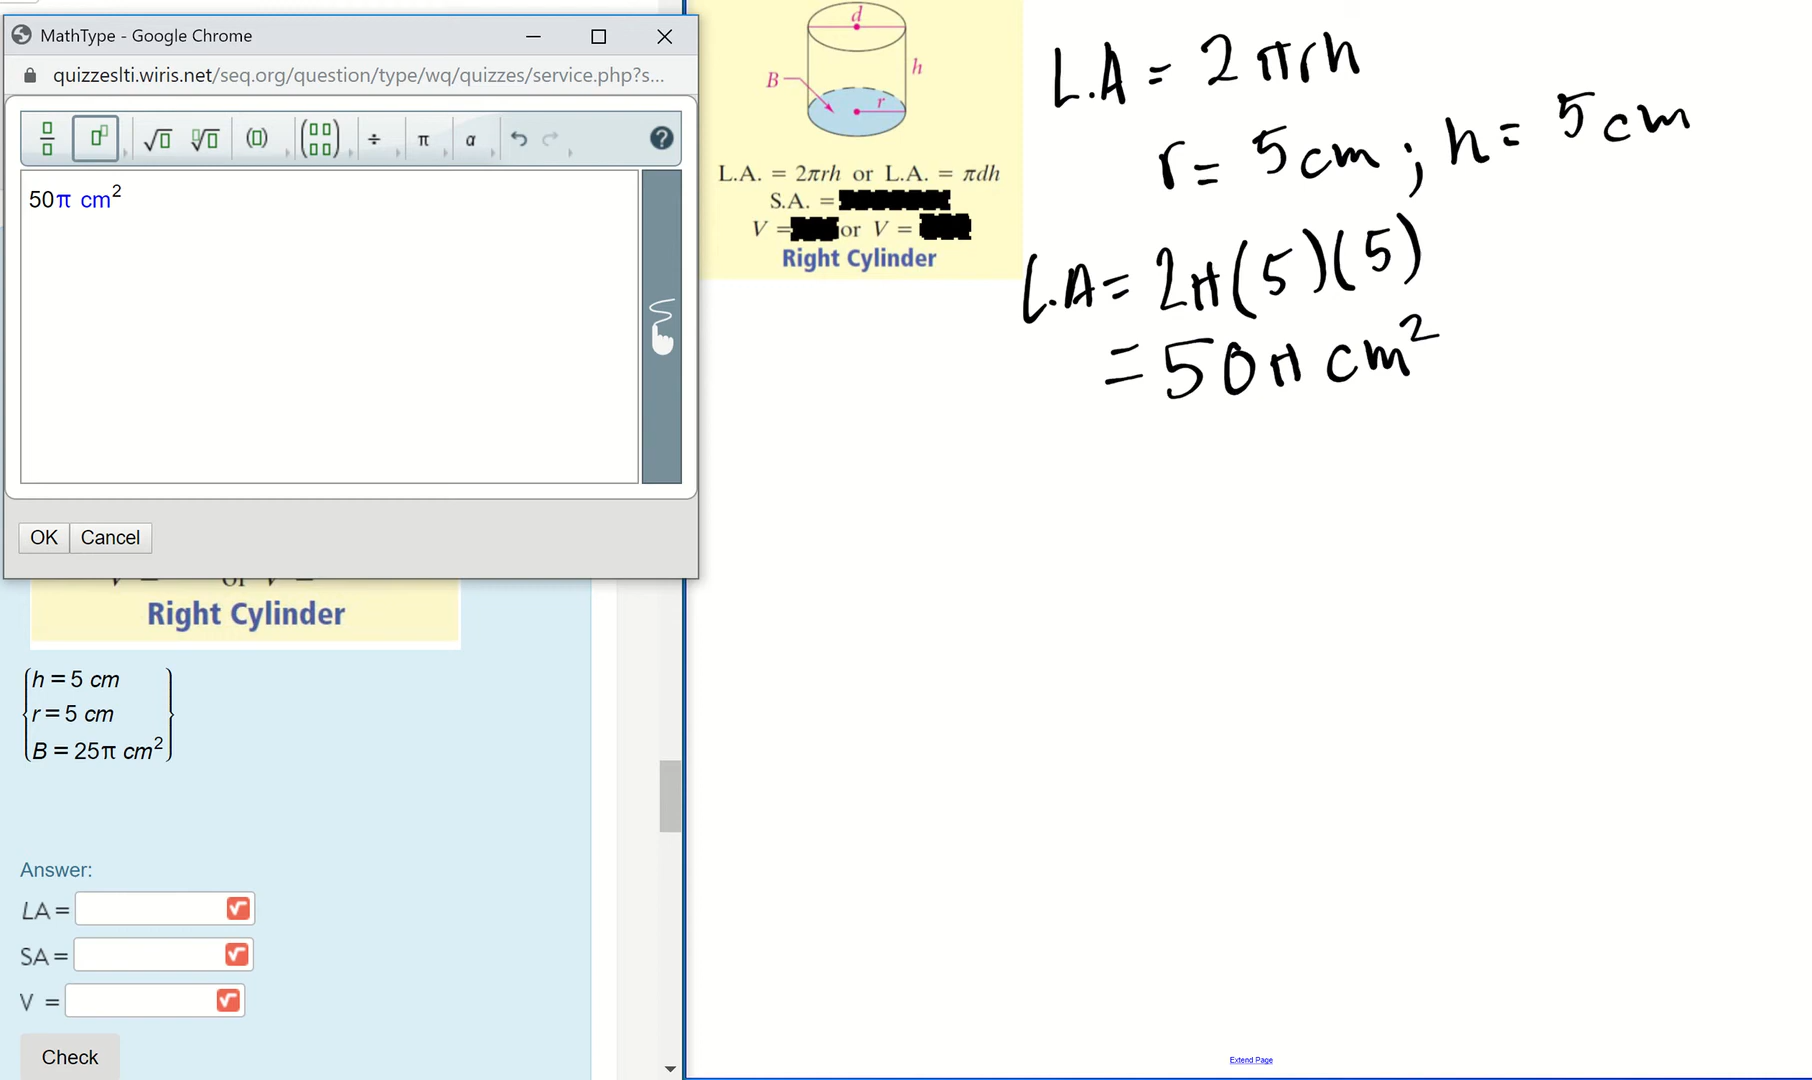 MathType - Google Chrome
quizzeslti.wiris.net/seq.org/question/type/wq/quizzes/service.php?s...
÷ π α ?
50π cm²
OK Cancel
Right Cylinder
h = 5 cm
r = 5 cm
B = 25π cm²
Answer:
LA =
SA =
V =
Check
d
h
B
r
L.A. = 2πrh or L.A. = πdh
S.A. =
V = or V =
Right Cylinder
L.A = 2πrh
r = 5cm ; h = 5cm
L.A = 2π(5)(5)
= 50π cm²
Extend Page